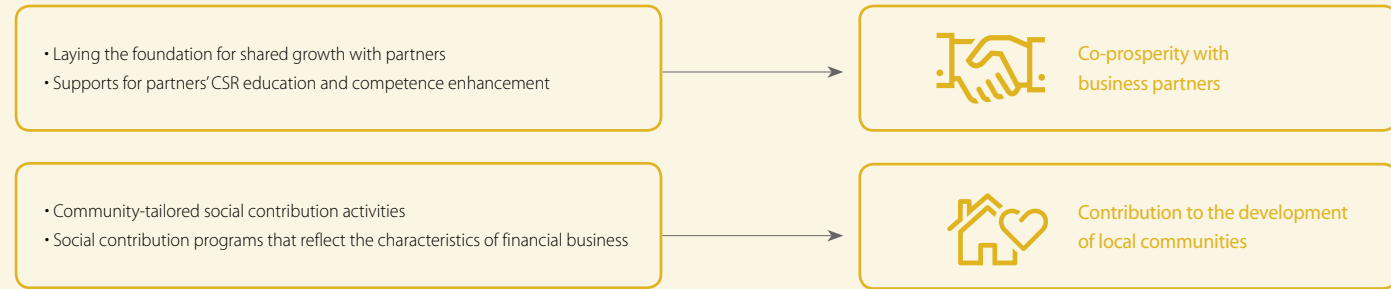 • Laying the foundation for shared growth with partners
• Supports for partners' CSR education and competence enhancement
Co-prosperity with
business partners
• Community-tailored social contribution activities
• Social contribution programs that reflect the characteristics of financial business
Contribution to the development
of local communities